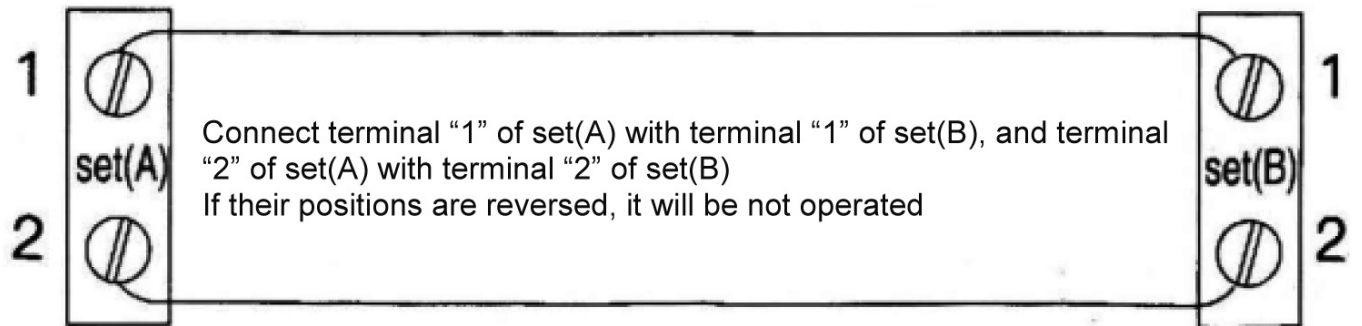 1
set(A)
2
Connect terminal “1” of set(A) with terminal “1” of set(B), and terminal
“2” of set(A) with terminal “2” of set(B)
If their positions are reversed, it will be not operated
1
set(B)
2